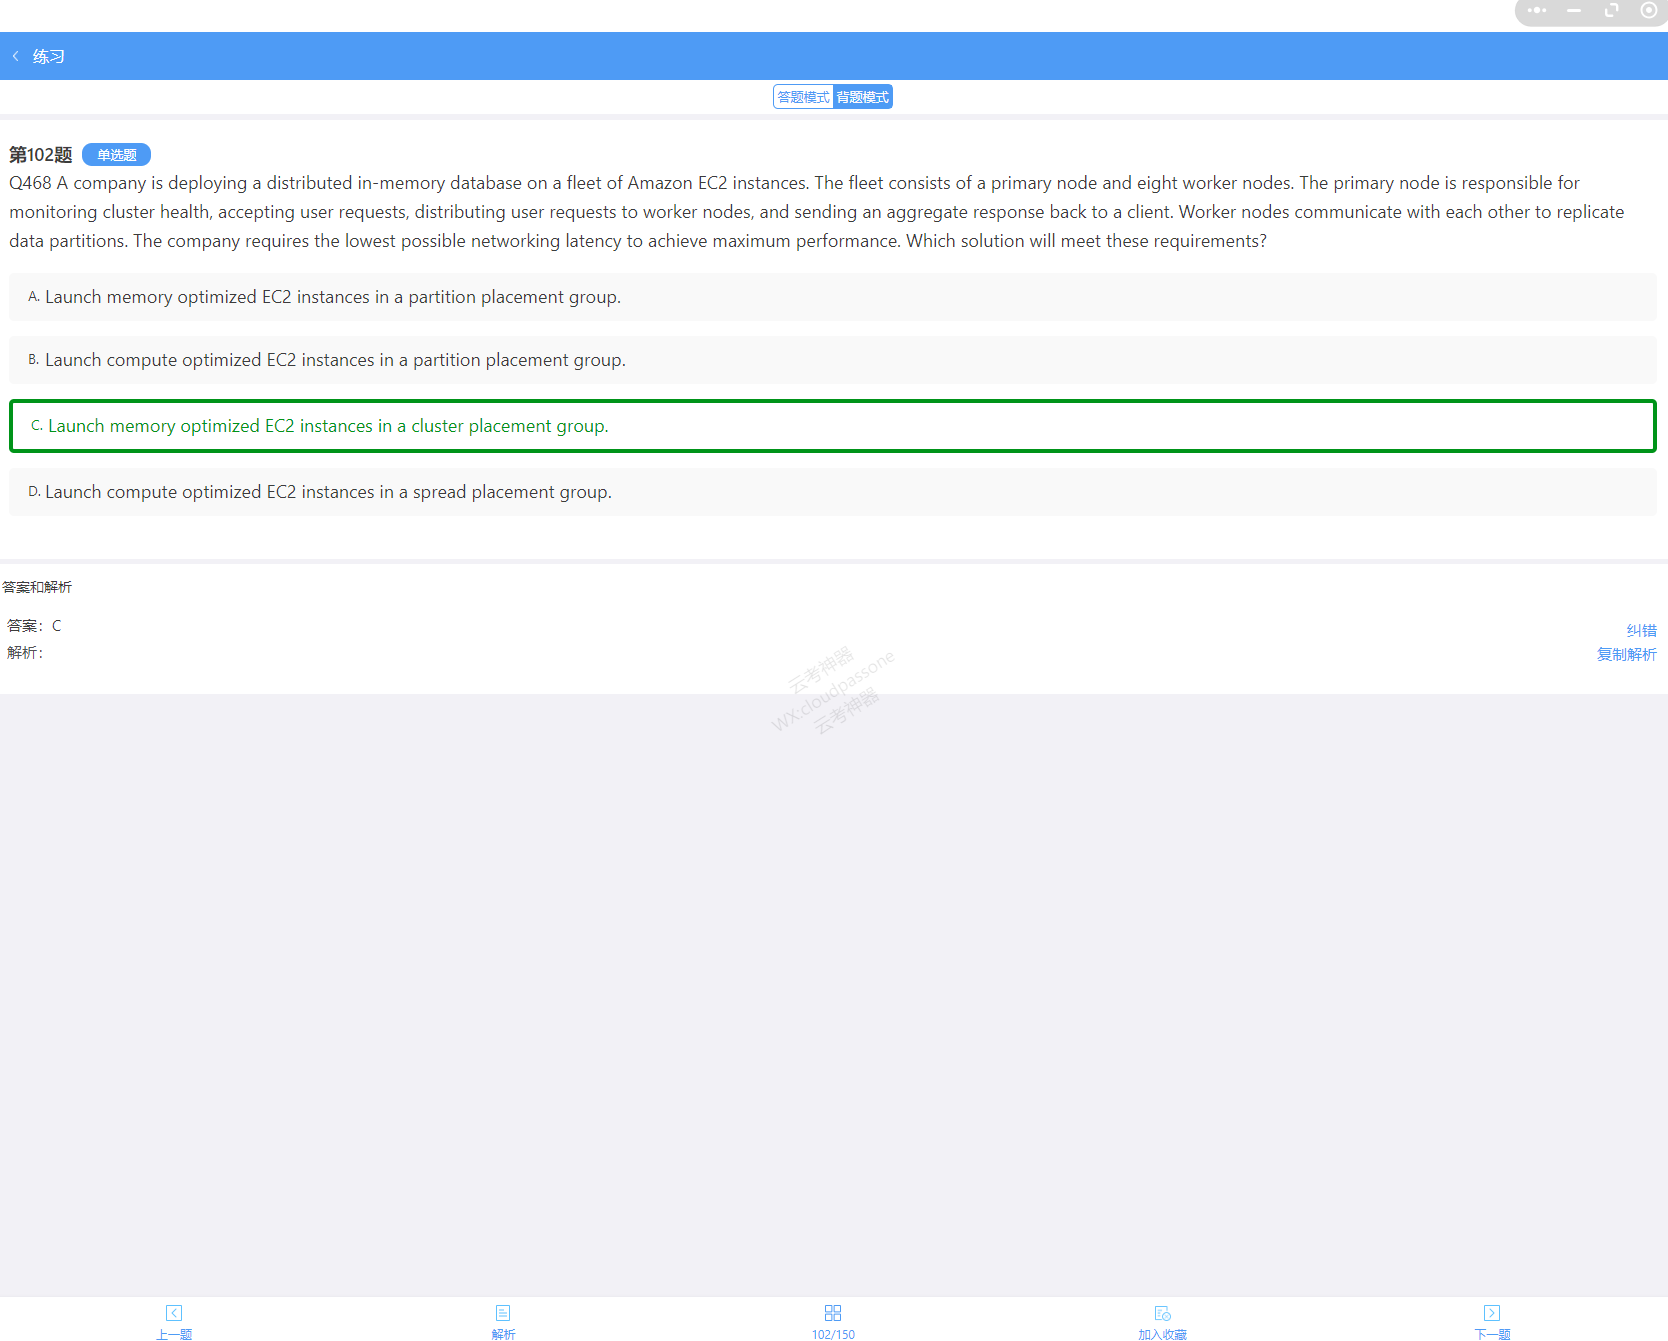 练习
答题模式 背题模式
第102题 单选题
Q468 A company is deploying a distributed in-memory database on a fleet of Amazon EC2 instances. The fleet consists of a primary node and eight worker nodes. The primary node is responsible for
monitoring cluster health, accepting user requests, distributing user requests to worker nodes, and sending an aggregate response back to a client. Worker nodes communicate with each other to replicate
data partitions. The company requires the lowest possible networking latency to achieve maximum performance. Which solution will meet these requirements?
A. Launch memory optimized EC2 instances in a partition placement group.
B. Launch compute optimized EC2 instances in a partition placement group.
C. Launch memory optimized EC2 instances in a cluster placement group.
D. Launch compute optimized EC2 instances in a spread placement group.
答案和解析
答案：C
纠错
解析：
复制解析
云考神器
WX:cloudpassone
云考神器
上一题 解析 102/150 加入收藏 下一题